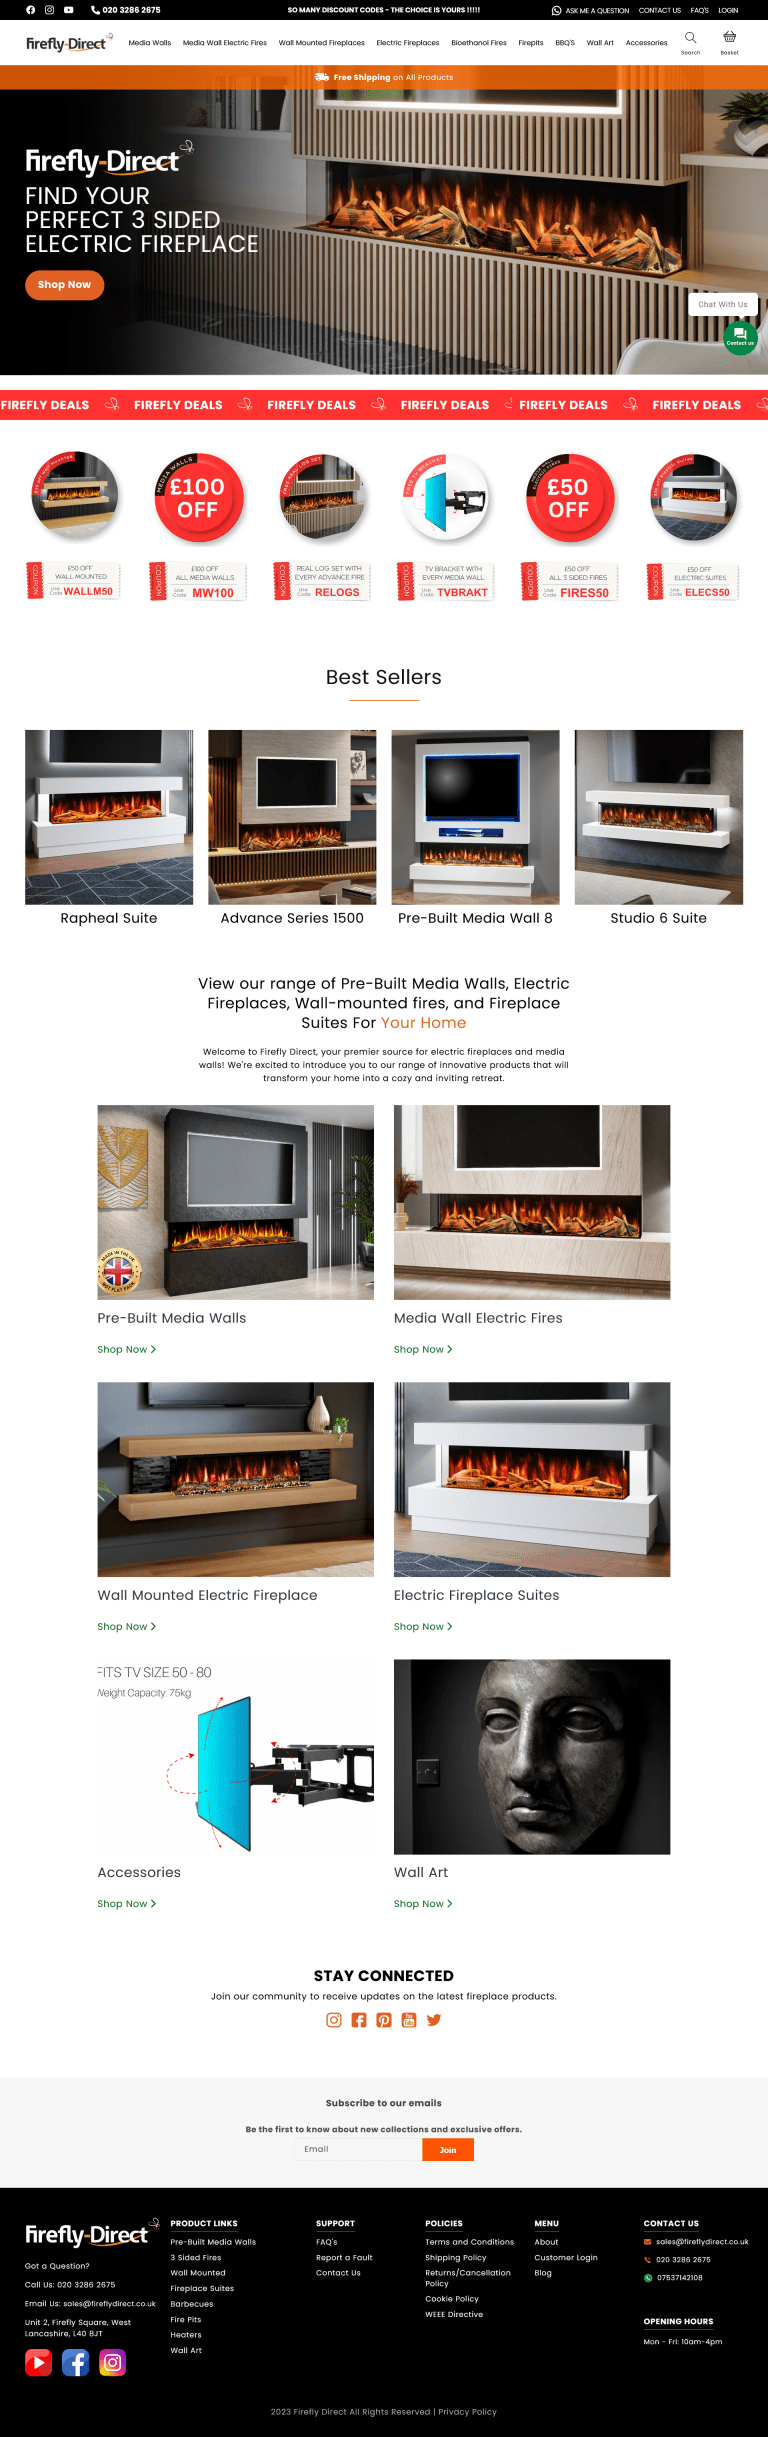 020 3286 2675
SO MANY DISCOUNT CODES - THE CHOICE IS YOURS !!!!!
ASK ME A QUESTION CONTACT US FAQ'S LOGIN
Firefly-Direct
Media Walls Media Wall Electric Fires Wall Mounted Fireplaces Electric Fireplaces Bioethanol Fires Firepits BBQ'S Wall Art Accessories
Search
Basket
Free Shipping on All Products
Firefly-Direct
FIND YOUR
PERFECT 3 SIDED
ELECTRIC FIREPLACE
Shop Now
Chat With Us
Contact us
FIREFLY DEALS FIREFLY DEALS FIREFLY DEALS FIREFLY DEALS FIREFLY DEALS FIREFLY DEALS
MEDIA WALLS
£100
OFF
FREE REAL LOG SET
FREE TV BRACKET
£50
OFF
COUPON
£50 OFF
WALL MOUNTED
Use Code WALLM50
COUPON
£100 OFF
ALL MEDIA WALLS
Use Code MW100
COUPON
REAL LOG SET WITH
EVERY ADVANCE FIRE
Use Code RELOGS
COUPON
TV BRACKET WITH
EVERY MEDIA WALL
Use Code TVBRAKT
COUPON
£50 OFF
ALL 3 SIDED FIRES
Use Code FIRES50
COUPON
£50 OFF
ELECTRIC SUITES
Use Code ELECS50
Best Sellers
Rapheal Suite
Advance Series 1500
Pre-Built Media Wall 8
Studio 6 Suite
View our range of Pre-Built Media Walls, Electric
Fireplaces, Wall-mounted fires, and Fireplace
Suites For Your Home
Welcome to Firefly Direct, your premier source for electric fireplaces and media
walls! We're excited to introduce you to our range of innovative products that will
transform your home into a cozy and inviting retreat.
MADE IN THE UK
NOT FLAT PACK
Pre-Built Media Walls
Shop Now
Media Wall Electric Fires
Shop Now
Wall Mounted Electric Fireplace
Shop Now
Electric Fireplace Suites
Shop Now
FITS TV SIZE 50 - 80
Weight Capacity: 75kg
Accessories
Shop Now
Wall Art
Shop Now
STAY CONNECTED
Join our community to receive updates on the latest fireplace products.
Subscribe to our emails
Be the first to know about new collections and exclusive offers.
Email
Join
Firefly-Direct
Got a Question?
Call Us: 020 3286 2675
Email Us: sales@fireflydirect.co.uk
Unit 2, Firefly Square, West
Lancashire, L40 8JT
PRODUCT LINKS
Pre-Built Media Walls
3 Sided Fires
Wall Mounted
Fireplace Suites
Barbecues
Fire Pits
Heaters
Wall Art
SUPPORT
FAQ's
Report a Fault
Contact Us
POLICIES
Terms and Conditions
Shipping Policy
Returns/Cancellation
Policy
Cookie Policy
WEEE Directive
MENU
About
Customer Login
Blog
CONTACT US
sales@fireflydirect.co.uk
020 3286 2675
07537142108
OPENING HOURS
Mon - Fri: 10am-4pm
2023 Firefly Direct All Rights Reserved | Privacy Policy